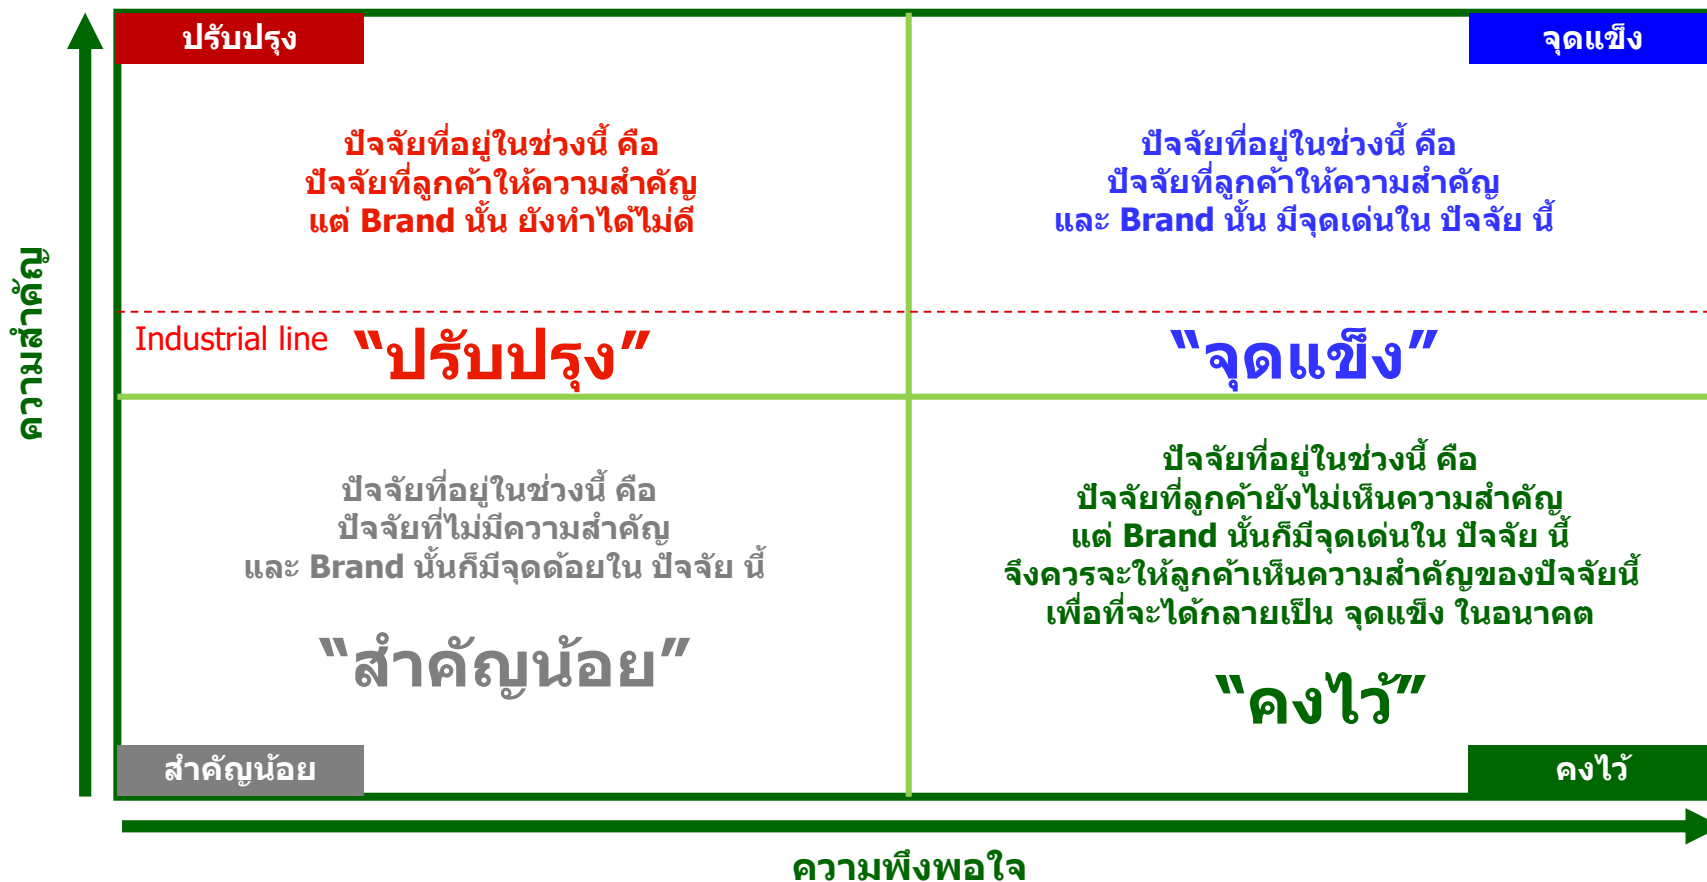 ปรับปรุง
จุดแข็ง
ปัจจัยที่อยู่ในช่วงนี้ คือ
ปัจจัยที่ลูกค้าให้ความสำคัญ
แต่ Brand นั้น ยังทำได้ไม่ดี
ปัจจัยที่อยู่ในช่วงนี้ คือ
ปัจจัยที่ลูกค้าให้ความสำคัญ
และ Brand นั้น มีจุดเด่นใน ปัจจัย นี้
ความสำคัญ
Industrial line
“ปรับปรุง”
“จุดแข็ง”
ปัจจัยที่อยู่ในช่วงนี้ คือ
ปัจจัยที่ไม่มีความสำคัญ
และ Brand นั้นก็มีจุดด้อยใน ปัจจัย นี้
“สำคัญน้อย”
ปัจจัยที่อยู่ในช่วงนี้ คือ
ปัจจัยที่ลูกค้ายังไม่เห็นความสำคัญ
แต่ Brand นั้นก็มีจุดเด่นใน ปัจจัย นี้
จึงควรจะให้ลูกค้าเห็นความสำคัญของปัจจัยนี้
เพื่อที่จะได้กลายเป็น จุดแข็ง ในอนาคต
“คงไว้”
สำคัญน้อย
คงไว้
ความพึงพอใจ